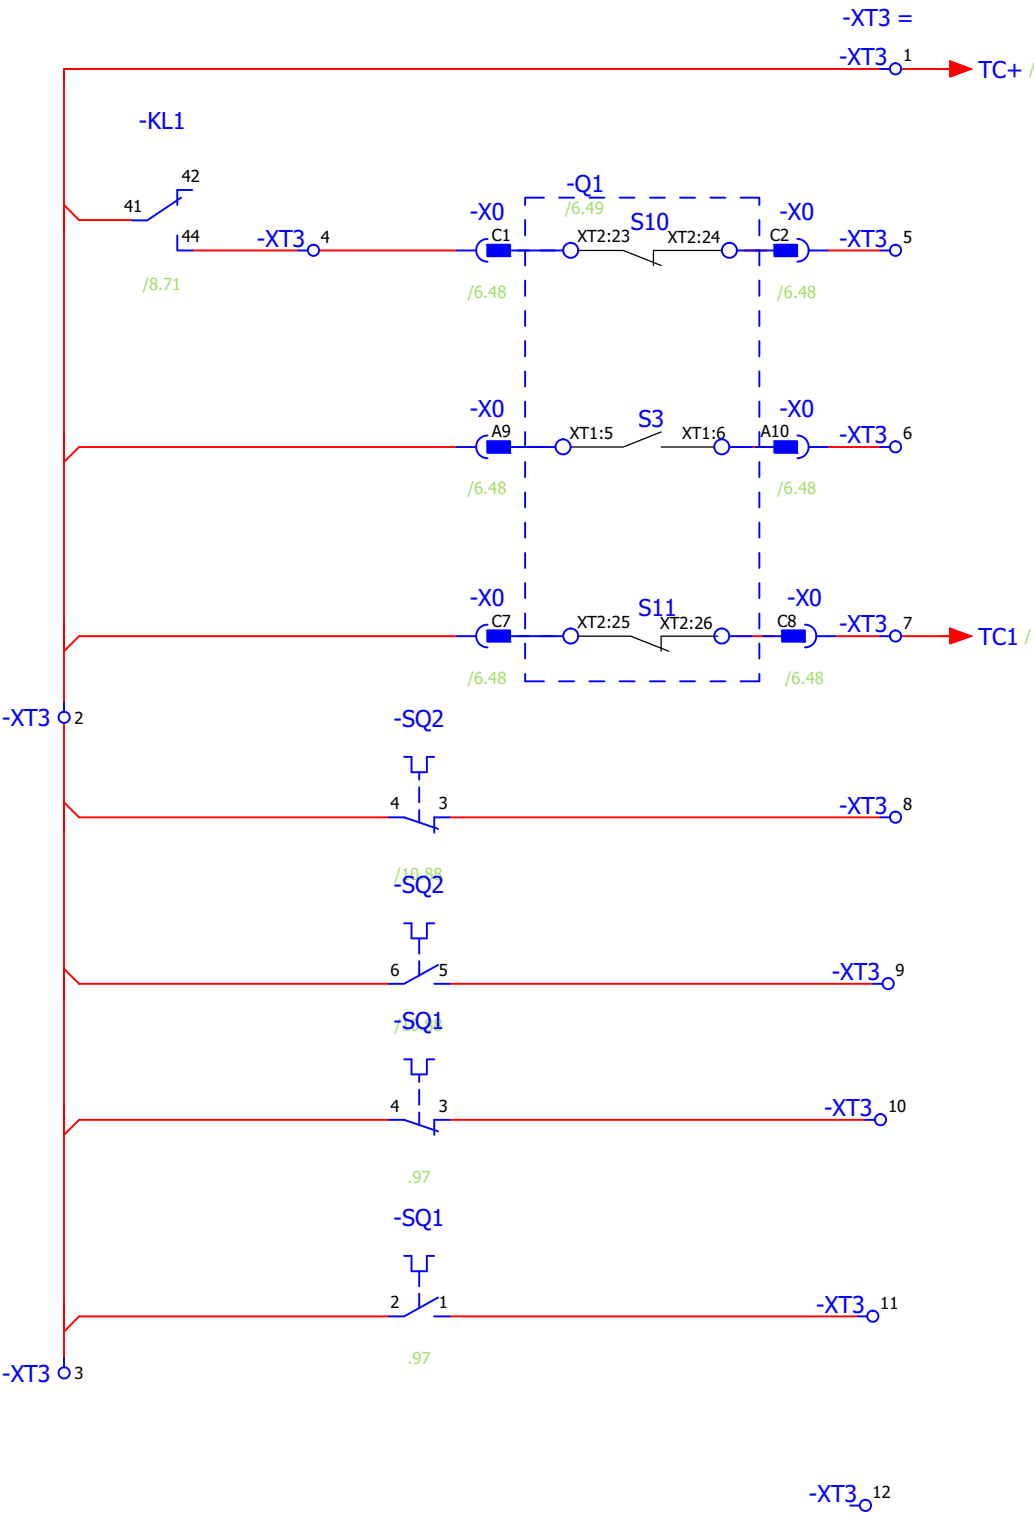 -XT3 =
-XT3 1
TC+ /
-KL1
42
41
44
/8.71
-XT3 4
-Q1
/6.49
-X0
C1
/6.48
S10
XT2:23
XT2:24
-X0
C2
/6.48
-XT3 5
-X0
A9
/6.48
S3
XT1:5
XT1:6
-X0
A10
/6.48
-XT3 6
-X0
C7
/6.48
S11
XT2:25
XT2:26
-X0
C8
/6.48
-XT3 7
TC1 /
-XT3 2
-SQ2
4 3
-XT3 8
/10.88
-SQ2
6 5
-XT3 9
/10.88
-SQ1
4 3
-XT3 10
.97
-SQ1
2 1
-XT3 11
.97
-XT3 3
-XT3 12